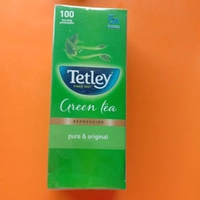 100
Tetley
Green tea
REFRESHING
pure & original